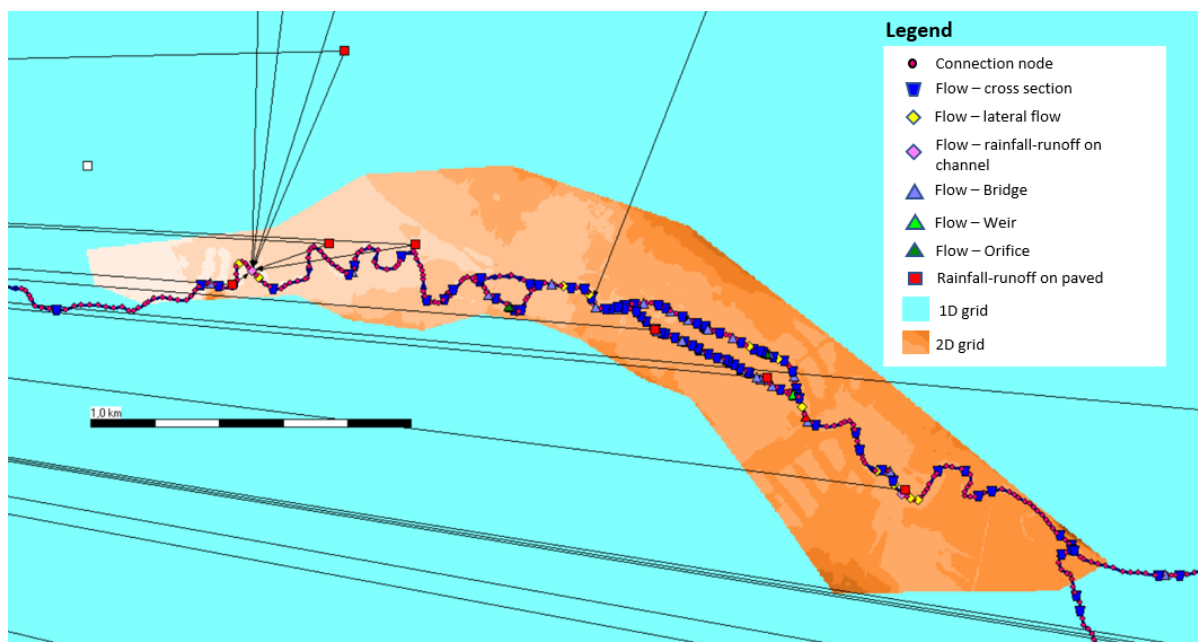 Legend
Connection node
Flow – cross section
Flow – lateral flow
Flow – rainfall-runoff on
channel
Flow – Bridge
Flow – Weir
Flow – Orifice
Rainfall-runoff on paved
1D grid
2D grid
1.0 km